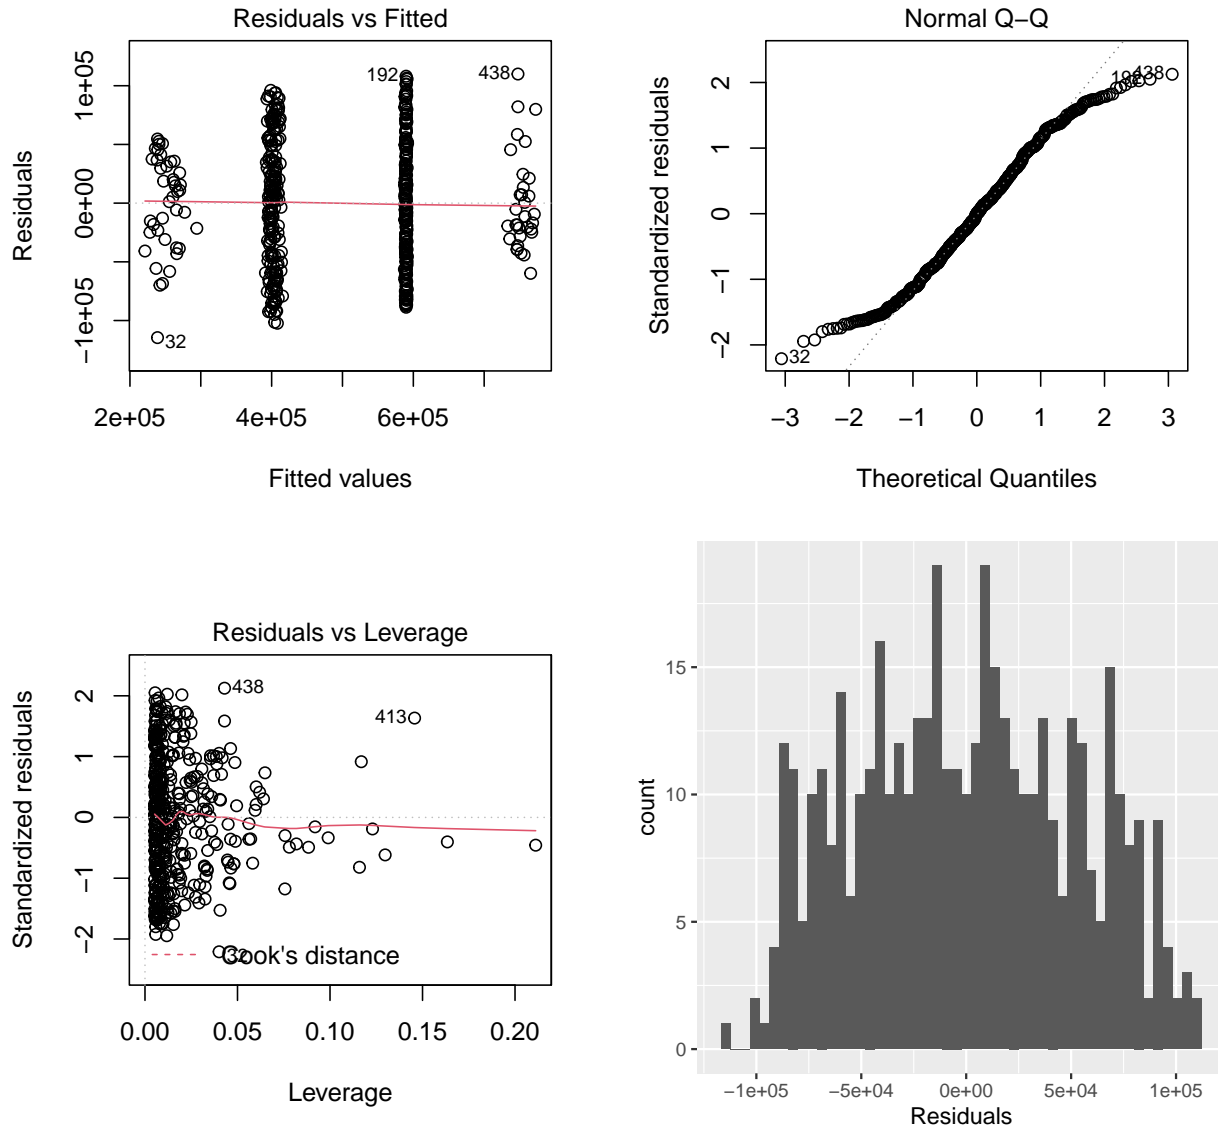 Residuals vs Fitted
Residuals
1e+05
0e+00
−1e+05
192
438
32
2e+05
4e+05
6e+05
Fitted values
Normal Q−Q
Standardized residuals
2
1
0
−1
−2
192
438
32
−3
−2
−1
0
1
2
3
Theoretical Quantiles
Residuals vs Leverage
Standardized residuals
2
1
0
−1
−2
438
413
32
Cook's distance
0.00
0.05
0.10
0.15
0.20
Leverage
count
15
10
5
0
−1e+05
−5e+04
0e+00
5e+04
1e+05
Residuals